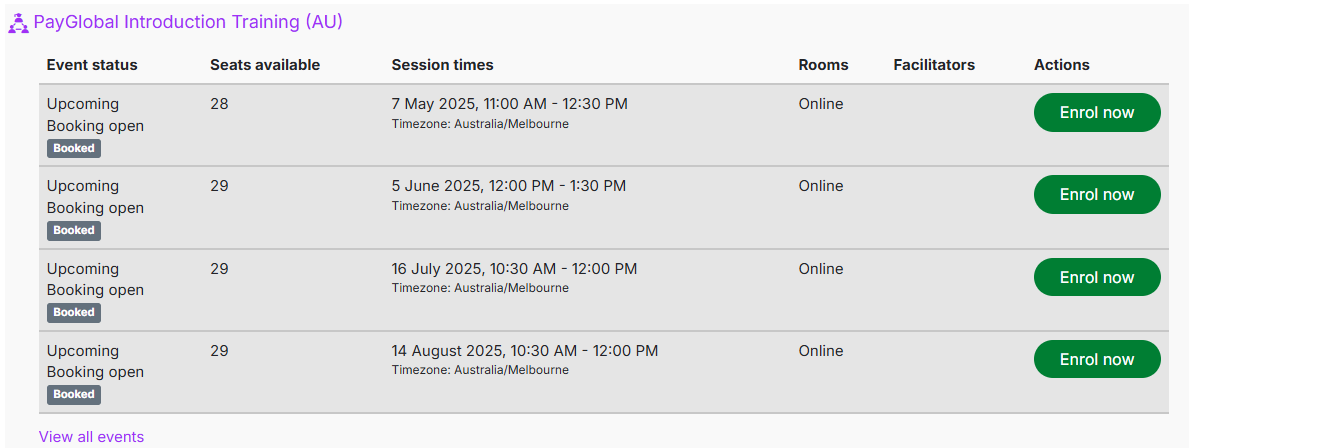 PayGlobal Introduction Training (AU)
Event status Seats available Session times Rooms Facilitators Actions
Upcoming 28 7 May 2025, 11:00 AM - 12:30 PM Online Enrol now
Booking open Timezone: Australia/Melbourne
Booked
Upcoming 29 5 June 2025, 12:00 PM - 1:30 PM Online Enrol now
Booking open Timezone: Australia/Melbourne
Booked
Upcoming 29 16 July 2025, 10:30 AM - 12:00 PM Online Enrol now
Booking open Timezone: Australia/Melbourne
Booked
Upcoming 29 14 August 2025, 10:30 AM - 12:00 PM Online Enrol now
Booking open Timezone: Australia/Melbourne
Booked
View all events